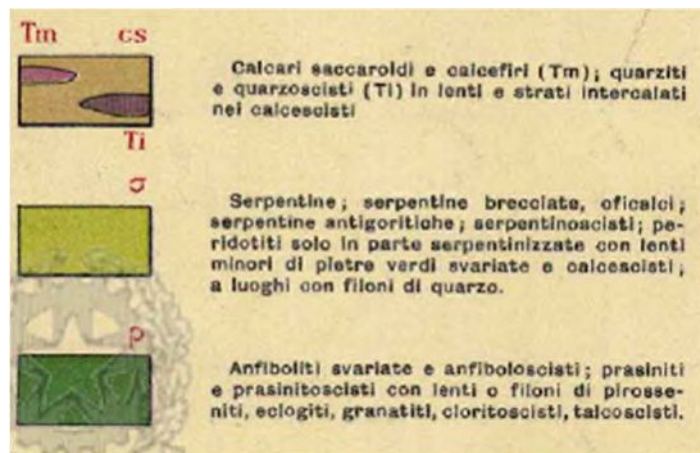 Tm cs
Calcari saccaroidi e calcefiri (Tm); quarziti
e quarzoscisti (Ti) in lenti e strati intercalati
nei calcescisti
Ti
σ
Serpentine; serpentine brecciate, oficalci;
serpentine antigoritiche; serpentinoscisti; pe-
ridotiti solo in parte serpentinizzate con lenti
minori di pietre verdi svariate e calcescisti;
a luoghi con filoni di quarzo.
p
Anfiboliti svariate e anfiboloscisti; prasiniti
e prasinitoscisti con lenti o filoni di pirosse-
niti, eclogiti, granatiti, cloritoscisti, talcoscisti.